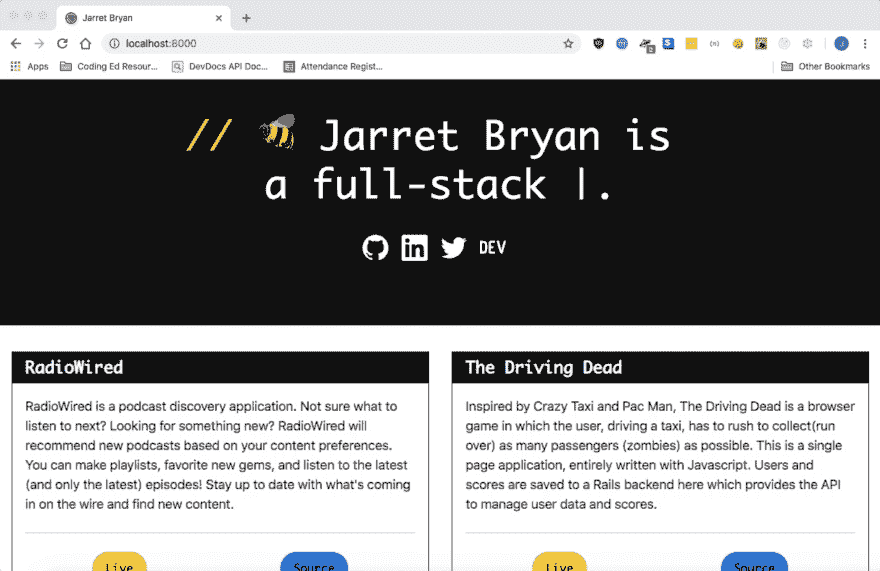 Jarret Bryan
localhost:8000
Apps Coding Ed Resour... DevDocs API Doc... Attendance Regist... Other Bookmarks
// Jarret Bryan is
a full-stack |.
in DEV
RadioWired
RadioWired is a podcast discovery application. Not sure what to
listen to next? Looking for something new? RadioWired will
recommend new podcasts based on your content preferences.
You can make playlists, favorite new gems, and listen to the latest
(and only the latest) episodes! Stay up to date with what's coming
in on the wire and find new content.
Live Source
The Driving Dead
Inspired by Crazy Taxi and Pac Man, The Driving Dead is a browser
game in which the user, driving a taxi, has to rush to collect(run
over) as many passengers (zombies) as possible. This is a single
page application, entirely written with Javascript. Users and
scores are saved to a Rails backend here which provides the API
to manage user data and scores.
Live Source